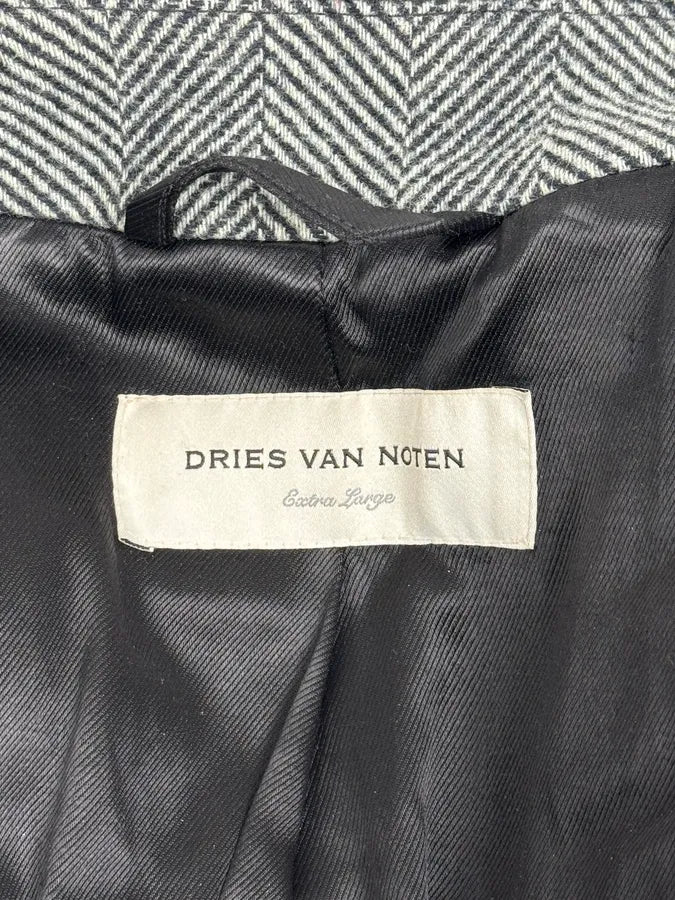 DRIES VAN NOTEN
Extra Large